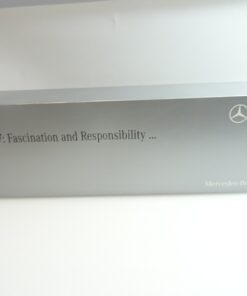 : Fascination and Responsibility ...
Mercedes-Be